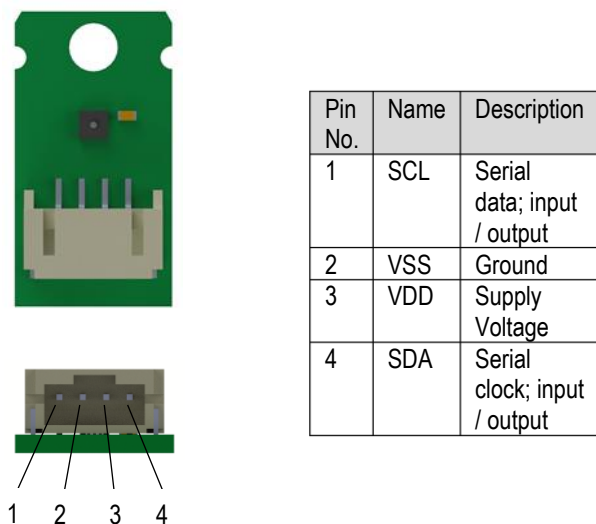 Pin No. Name Description
1 SCL Serial data; input / output
2 VSS Ground
3 VDD Supply Voltage
4 SDA Serial clock; input / output
1 2 3 4